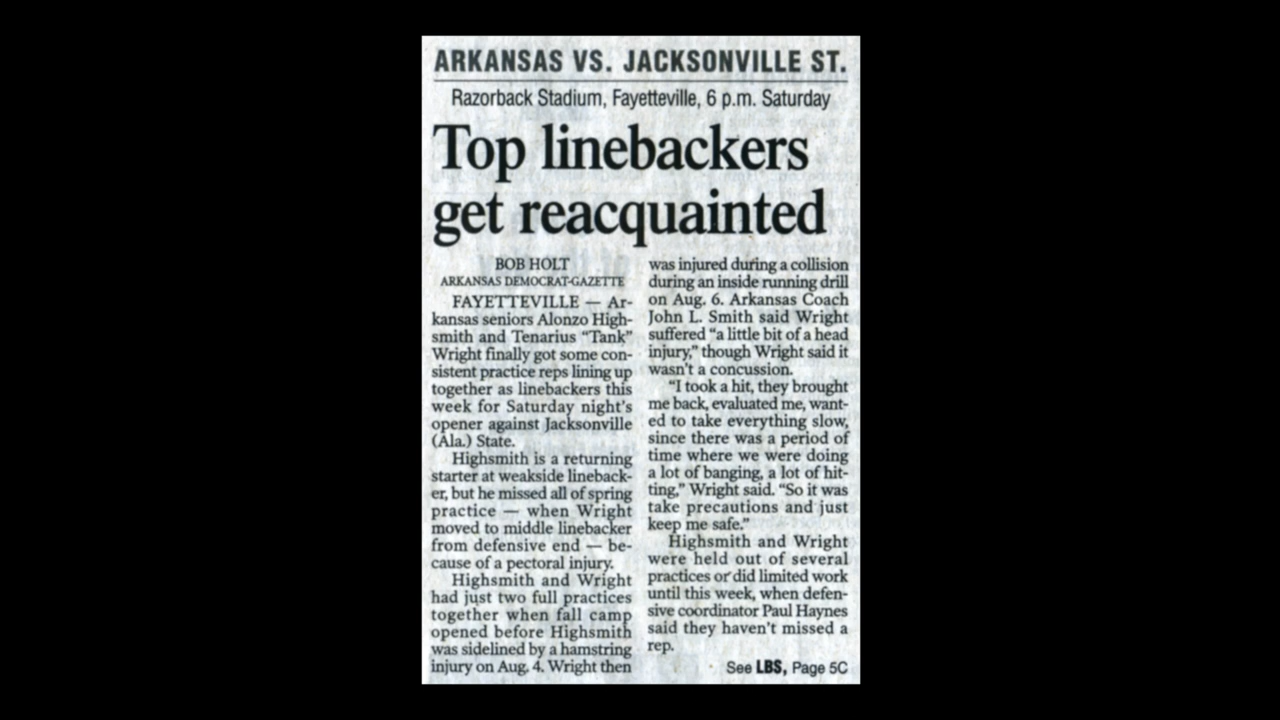 ARKANSAS VS. JACKSONVILLE ST.
Razorback Stadium, Fayetteville, 6 p.m. Saturday
Top linebackers
get reacquainted
BOB HOLT
ARKANSAS DEMOCRAT-GAZETTE
FAYETTEVILLE — Ar-
kansas seniors Alonzo High-
smith and Tenarius “Tank”
Wright finally got some con-
sistent practice reps lining up
together as linebackers this
week for Saturday night’s
opener against Jacksonville
(Ala.) State.
Highsmith is a returning
starter at weakside lineback-
er, but he missed all of spring
practice — when Wright
moved to middle linebacker
from defensive end — be-
cause of a pectoral injury.
Highsmith and Wright
had just two full practices
together when fall camp
opened before Highsmith
was sidelined by a hamstring
injury on Aug. 4. Wright then
was injured during a collision
during an inside running drill
on Aug. 6. Arkansas Coach
John L. Smith said Wright
suffered “a little bit of a head
injury,” though Wright said it
wasn’t a concussion.
“I took a hit, they brought
me back, evaluated me, want-
ed to take everything slow,
since there was a period of
time where we were doing
a lot of banging, a lot of hit-
ting,” Wright said. “So it was
take precautions and just
keep me safe.”
Highsmith and Wright
were held out of several
practices or did limited work
until this week, when defen-
sive coordinator Paul Haynes
said they haven’t missed a
rep.
See LBS, Page 5C